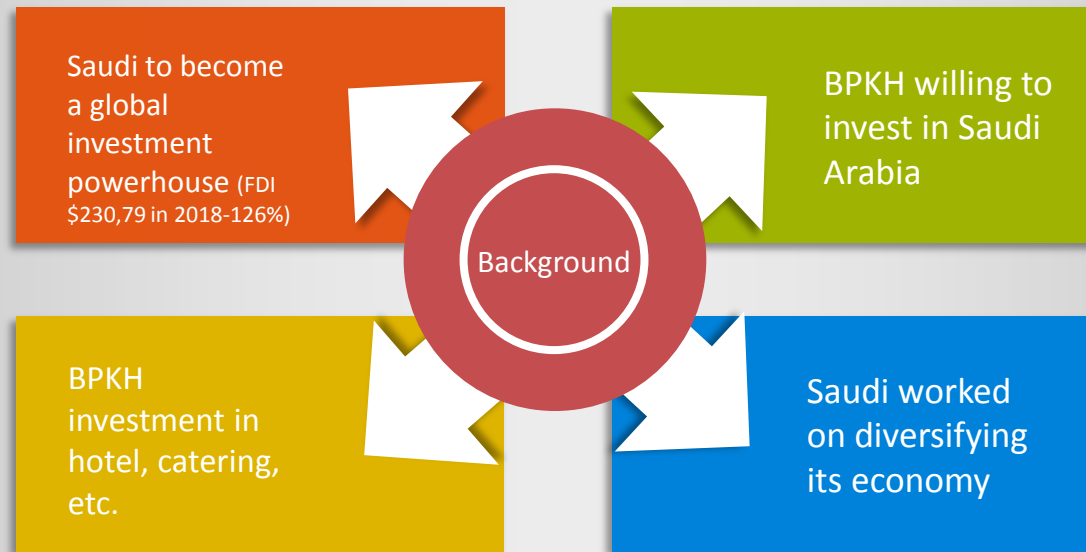 Saudi to become
a global
investment
powerhouse (FDI
$230,79 in 2018-126%)
BPKH willing to
invest in Saudi
Arabia
Background
BPKH
investment in
hotel, catering,
etc.
Saudi worked
on diversifying
its economy